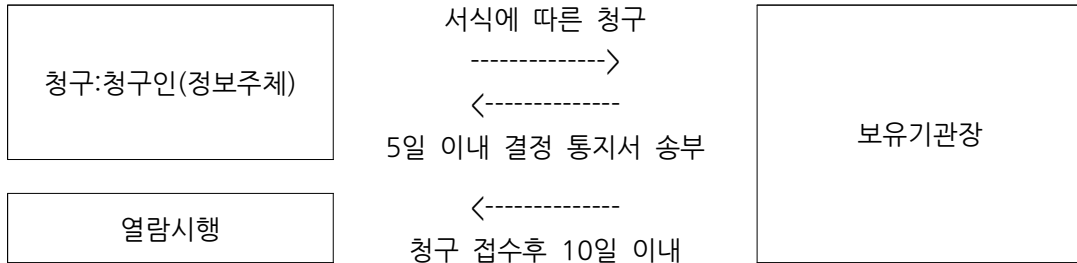 서식에 따른 청구
청구:청구인(정보주체)
--------------〉
〈--------------
5일 이내 결정 통지서 송부
보유기관장
열람시행
〈--------------
청구 접수후 10일 이내